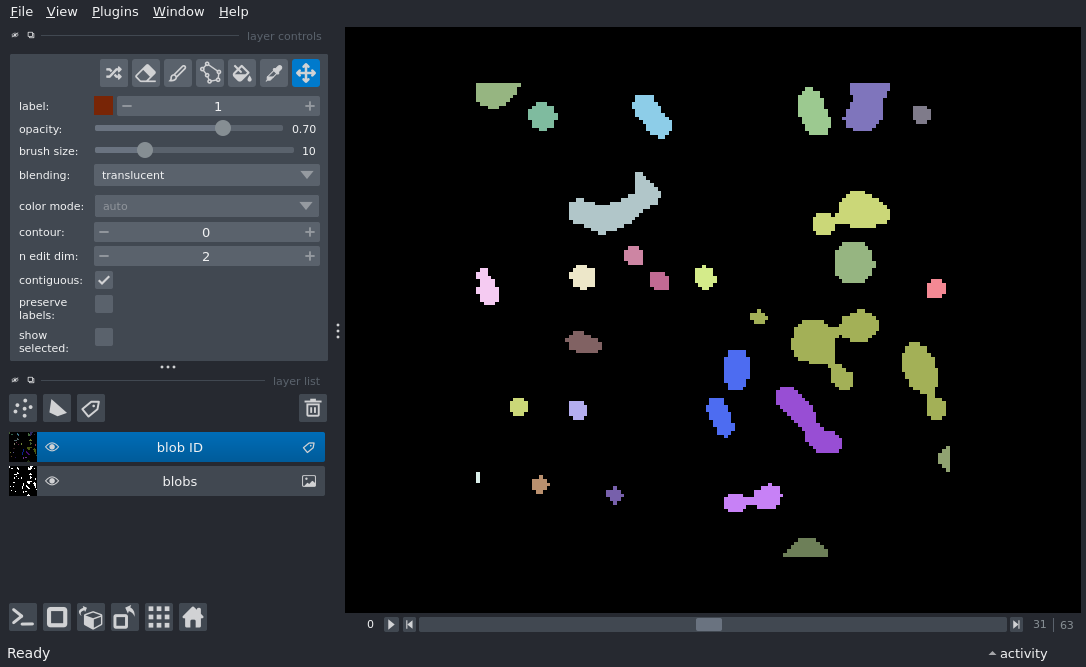 File View Plugins Window Help
layer controls
label: 1
opacity: 0.70
brush size: 10
blending: translucent
color mode: auto
contour: 0
n edit dim: 2
contiguous:
preserve
labels:
show
selected:
layer list
blob ID
blobs
0 31 | 63
Ready activity